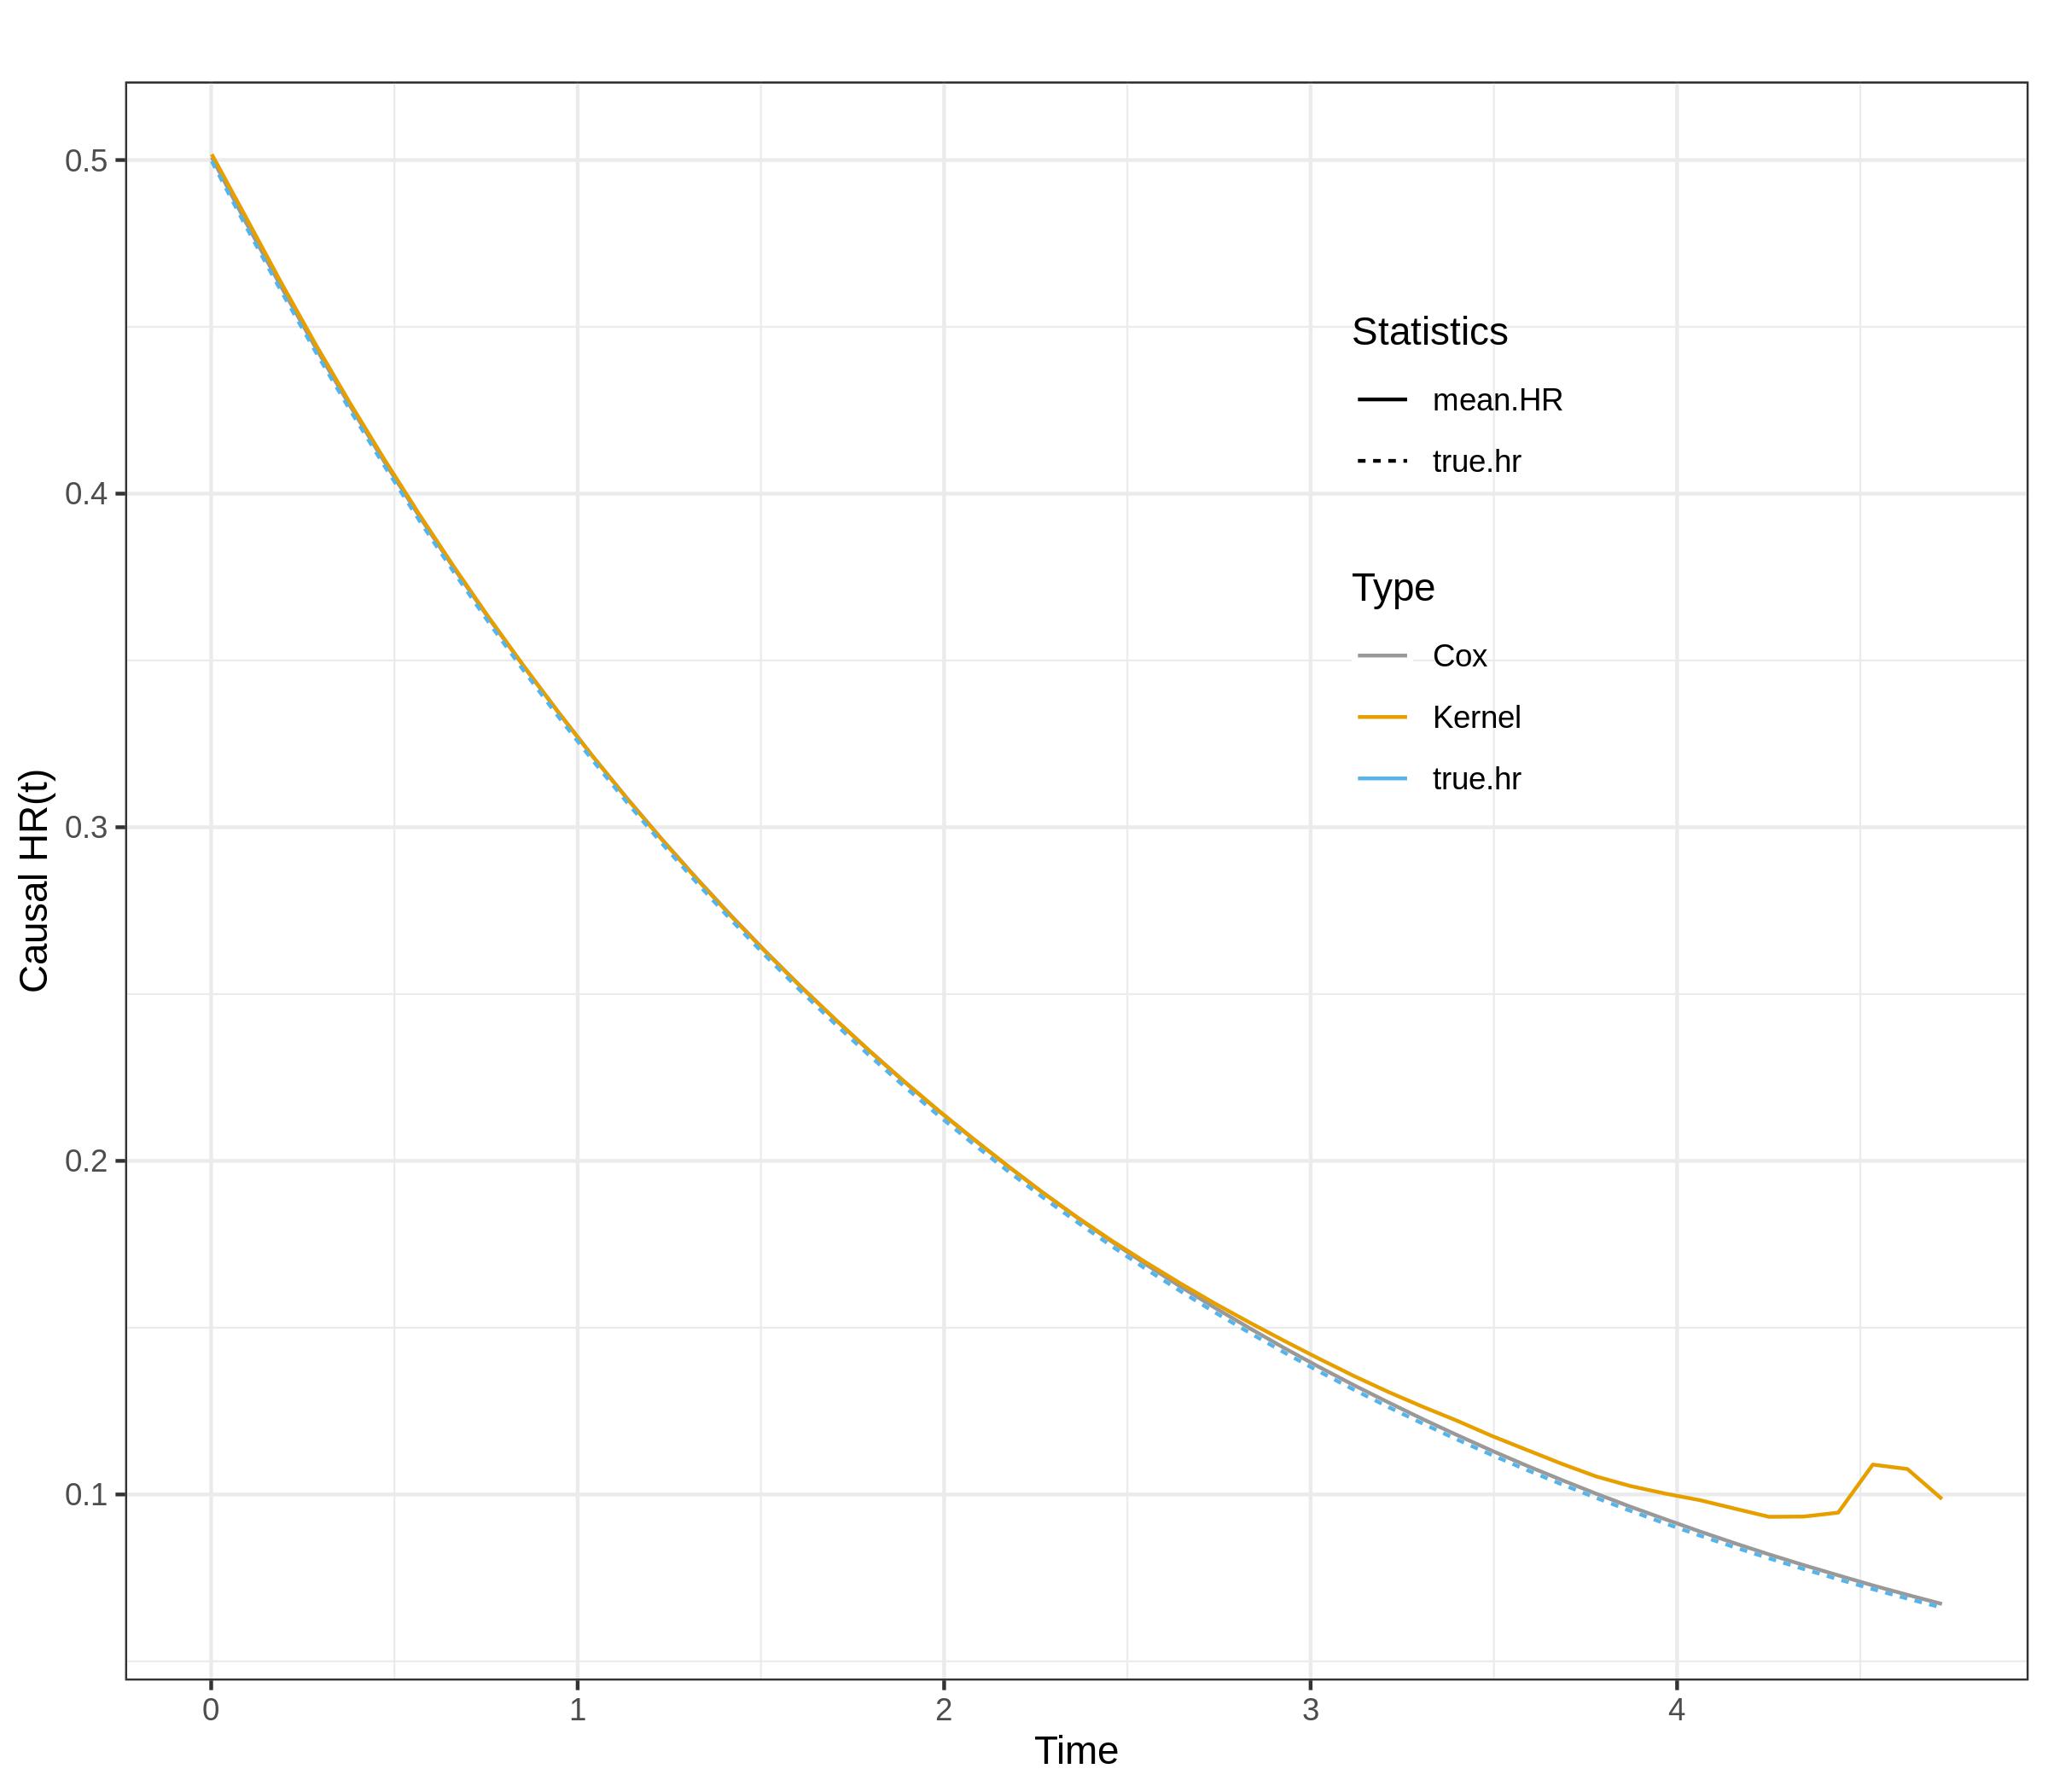 0.5
0.4
0.3
0.2
0.1
Causal HR(t)
Statistics
mean.HR
true.hr
Type
Cox
Kernel
true.hr
0 1 2 3 4
Time